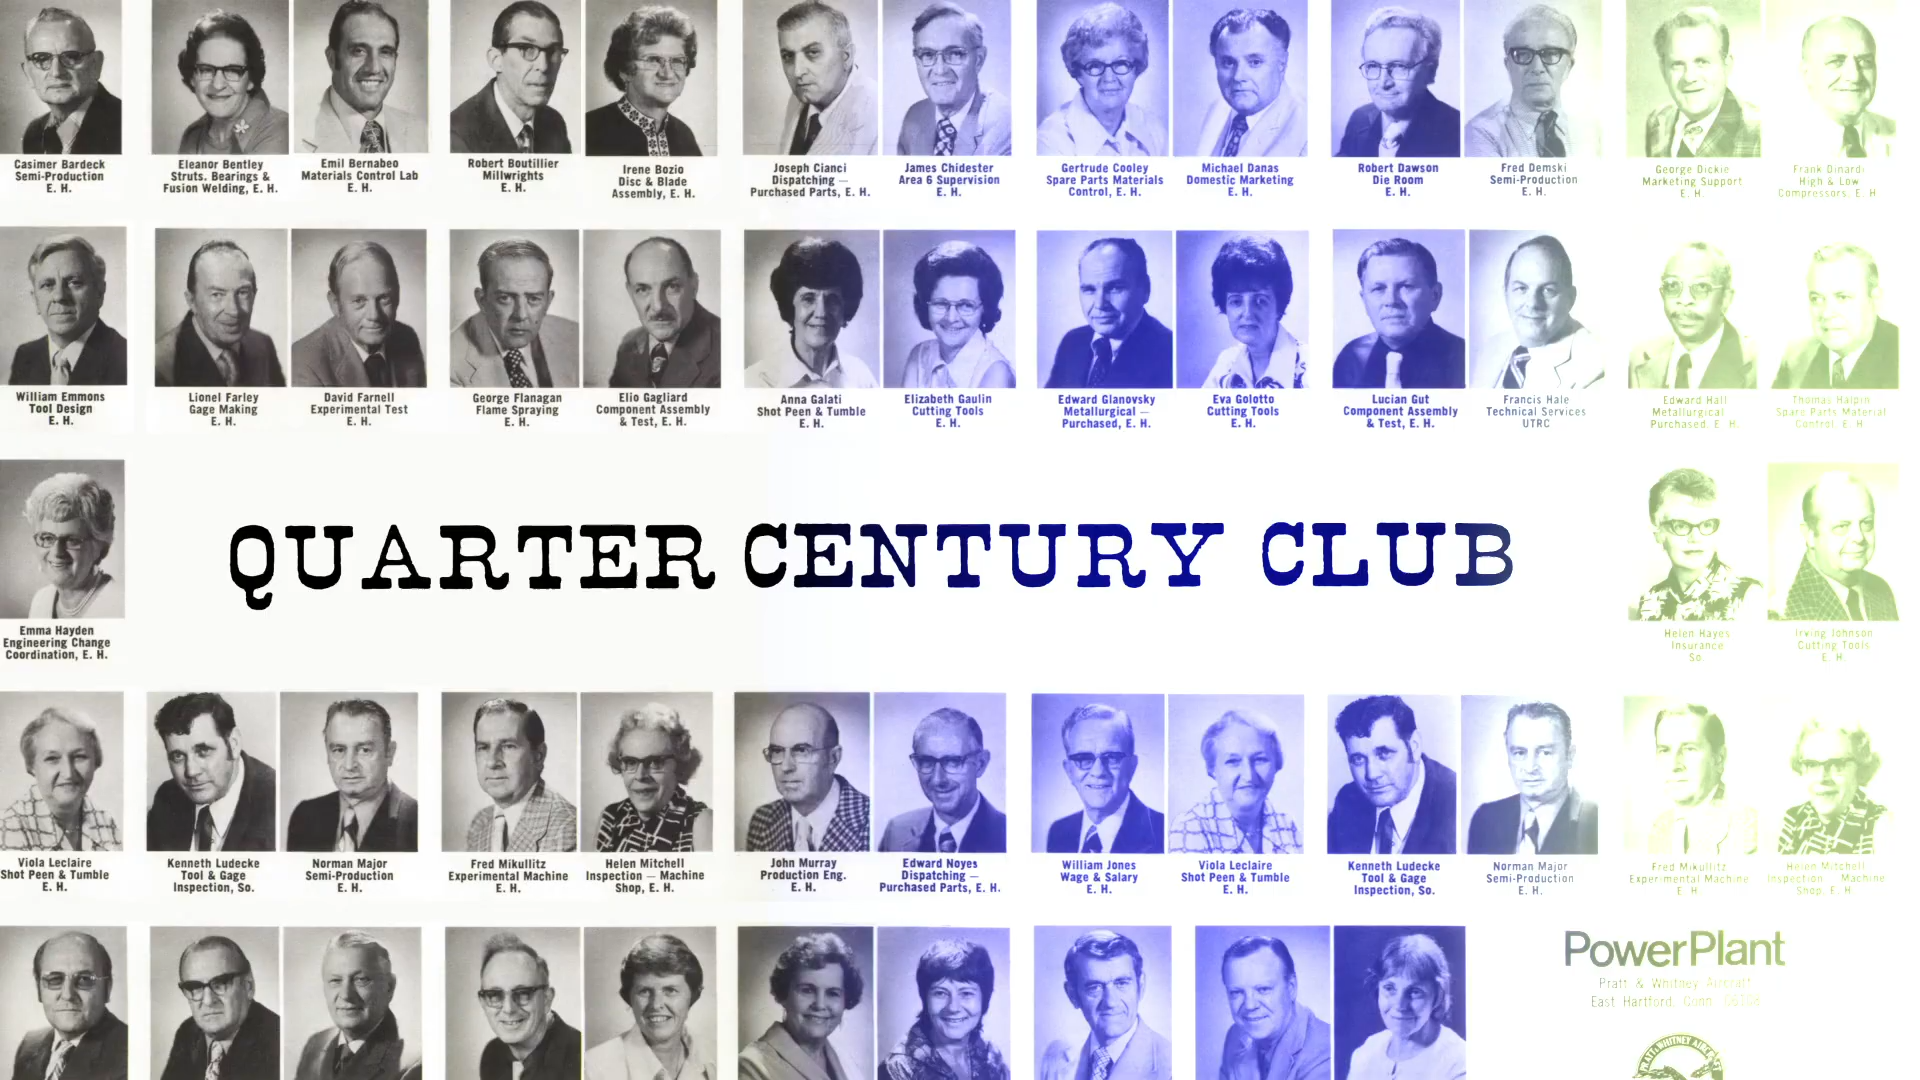 Casimer Bardeck
Semi-Production
E. H.
Eleanor Bentley
Struts. Bearings &
Fusion Welding, E. H.
Emil Bernabeo
Materials Control Lab
E. H.
Robert Boutillier
Millwrights
E. H.
Irene Bozio
Disc & Blade
Assembly, E. H.
Joseph Cianci
Dispatching —
Purchased Parts, E. H.
James Chidester
Area 6 Supervision
E. H.
Gertrude Cooley
Spare Parts Materials
Control, E. H.
Michael Danas
Domestic Marketing
E. H.
Robert Dawson
Die Room
E. H.
Fred Demski
Semi-Production
E. H.
George Dickie
Marketing Support
E. H.
Frank Dinardi
High & Low
Compressors, E. H.
William Emmons
Tool Design
E. H.
Lionel Farley
Gage Making
E. H.
David Farnell
Experimental Test
E. H.
George Flanagan
Flame Spraying
E. H.
Elio Gagliard
Component Assembly
& Test, E. H.
Anna Galati
Shot Peen & Tumble
E. H.
Elizabeth Gaulin
Cutting Tools
E. H.
Edward Glanovsky
Metallurgical —
Purchased, E. H.
Eva Golotto
Cutting Tools
E. H.
Lucian Gut
Component Assembly
& Test, E. H.
Francis Hale
Technical Services
UTRC
Edward Hall
Metallurgical
Purchased, E. H.
Thomas Halpin
Spare Parts Material
Control, E. H.
Emma Hayden
Engineering Change
Coordination, E. H.
QUARTER CENTURY CLUB
Helen Hayes
Insurance
So.
Irving Johnson
Cutting Tools
E. H.
Viola Leclaire
Shot Peen & Tumble
E. H.
Kenneth Ludecke
Tool & Gage
Inspection, So.
Norman Major
Semi-Production
E. H.
Fred Mikullitz
Experimental Machine
E. H.
Helen Mitchell
Inspection — Machine
Shop, E. H.
John Murray
Production Eng.
E. H.
Edward Noyes
Dispatching —
Purchased Parts, E. H.
William Jones
Wage & Salary
E. H.
Viola Leclaire
Shot Peen & Tumble
E. H.
Kenneth Ludecke
Tool & Gage
Inspection, So.
Norman Major
Semi-Production
E. H.
Fred Mikullitz
Experimental Machine
E. H.
Helen Mitchell
Inspection Machine
Shop, E. H.
PowerPlant
Pratt & Whitney Aircraft
East Hartford, Conn.
PRATT & WHITNEY AIRCRAFT